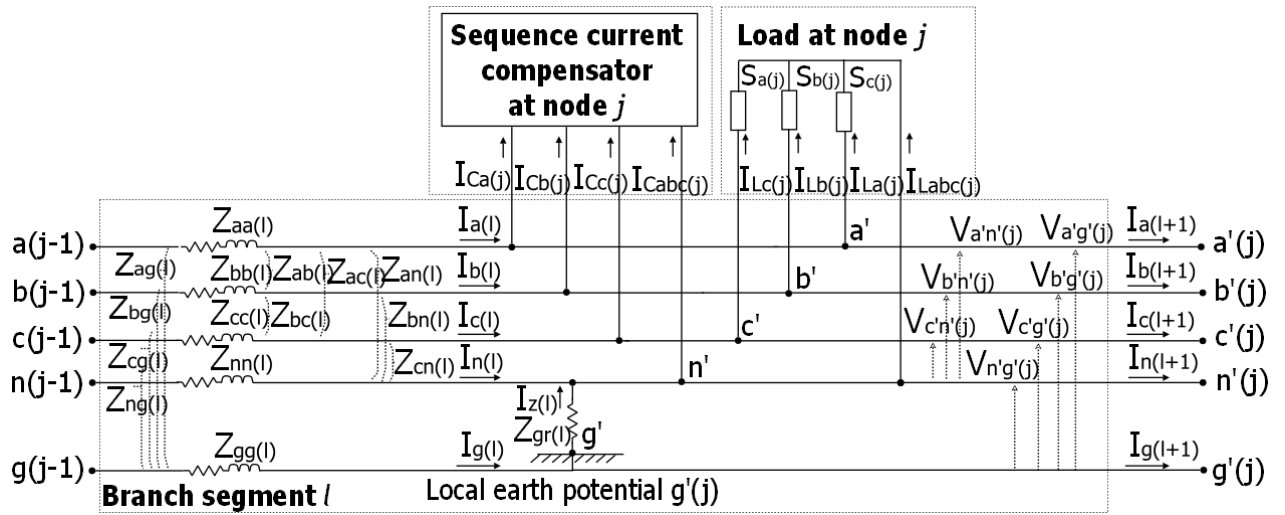 Sequence current
compensator
at node j
Load at node j
Sa(j)
Sb(j)
Sc(j)
ICa(j)
ICb(j)
ICc(j)
ICabc(j)
ILc(j)
ILb(j)
ILa(j)
ILabc(j)
a(j-1)
Zaa(l)
Ia(l)
a'
Va'n'(j)
Va'g'(j)
Ia(l+1)
a'(j)
Zag(l)
Zbb(l)
Zab(l)
Zac(l)
Zan(l)
Ib(l)
b(j-1)
b'
Vb'n'(j)
Vb'g'(j)
Ib(l+1)
b'(j)
Zbg(l)
Zcc(l)
Zbc(l)
Zbn(l)
Ic(l)
c(j-1)
c'
Vc'n'(j)
Vc'g'(j)
Ic(l+1)
c'(j)
Zcg(l)
Znn(l)
Zcn(l)
In(l)
n(j-1)
n'
Vn'g'(j)
In(l+1)
n'(j)
Zng(l)
Iz(l)
Zgr(l)
g'
Zgg(l)
Ig(l)
g(j-1)
Ig(l+1)
g'(j)
Branch segment l
Local earth potential g'(j)